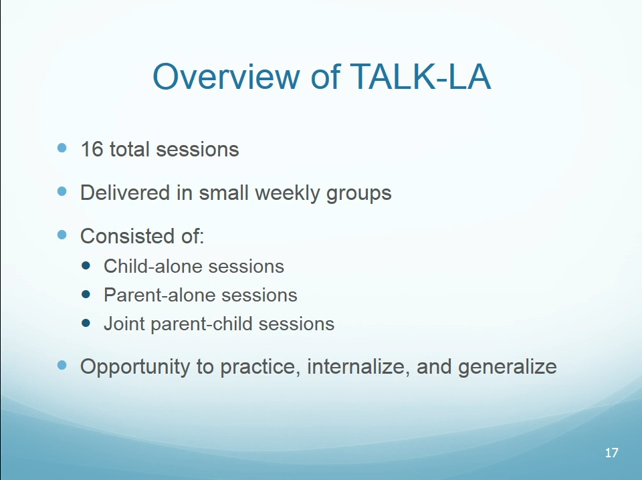 Overview of TALK-LA
16 total sessions
Delivered in small weekly groups
Consisted of:
Child-alone sessions
Parent-alone sessions
Joint parent-child sessions
Opportunity to practice, internalize, and generalize
17